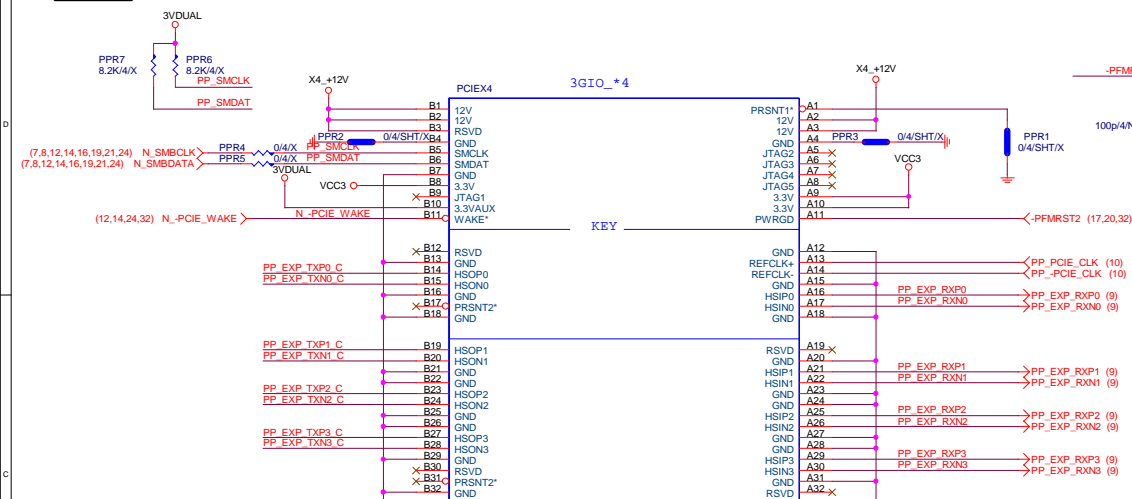 3VDUAL
PPR7
8.2K/4/X
PPR6
8.2K/4/X
PP_SMCLK
PP_SMDAT
X4_+12V
PCIEX4
3GIO_*4
X4_+12V
100p/4/N
D
B1 12V PRSNT1* A1
B2 12V 12V A2
B3 RSVD 12V A3
PPR2 0/4/SHT/X B4 GND GND A4 PPR3 0/4/SHT/X
PPR1
0/4/SHT/X
(7,8,12,14,16,19,21,24) N_SMBCLK PPR4 0/4/X PP_SMCLK B5 SMCLK JTAG2 A5
(7,8,12,14,16,19,21,24) N_SMBDATA PPR5 0/4/X PP_SMDAT B6 SMDAT JTAG3 A6
3VDUAL B7 GND JTAG4 A7 VCC3
VCC3 B8 3.3V JTAG5 A8
B9 JTAG1 3.3V A9
B10 3.3VAUX 3.3V A10
(12,14,24,32) N_-PCIE_WAKE N_-PCIE_WAKE B11 WAKE* PWRGD A11 -PFMRST2 (17,20,32)
KEY
B12 RSVD GND A12
B13 GND REFCLK+ A13 PP_PCIE_CLK (10)
PP_EXP_TXP0_C B14 HSOP0 REFCLK- A14 PP_-PCIE_CLK (10)
PP_EXP_TXN0_C B15 HSON0 GND A15
B16 GND HSIP0 A16 PP_EXP_RXP0 PP_EXP_RXP0 (9)
B17 PRSNT2* HSIN0 A17 PP_EXP_RXN0 PP_EXP_RXN0 (9)
B18 GND GND A18
PP_EXP_TXP1_C B19 HSOP1 RSVD A19
PP_EXP_TXN1_C B20 HSON1 GND A20
B21 GND HSIP1 A21 PP_EXP_RXP1 PP_EXP_RXP1 (9)
B22 GND HSIN1 A22 PP_EXP_RXN1 PP_EXP_RXN1 (9)
PP_EXP_TXP2_C B23 HSOP2 GND A23
PP_EXP_TXN2_C B24 HSON2 GND A24
B25 GND HSIP2 A25 PP_EXP_RXP2 PP_EXP_RXP2 (9)
B26 GND HSIN2 A26 PP_EXP_RXN2 PP_EXP_RXN2 (9)
PP_EXP_TXP3_C B27 HSOP3 GND A27
PP_EXP_TXN3_C B28 HSON3 GND A28
B29 GND HSIP3 A29 PP_EXP_RXP3 PP_EXP_RXP3 (9)
C
B30 RSVD HSIN3 A30 PP_EXP_RXN3 PP_EXP_RXN3 (9)
B31 PRSNT2* GND A31
B32 GND RSVD A32